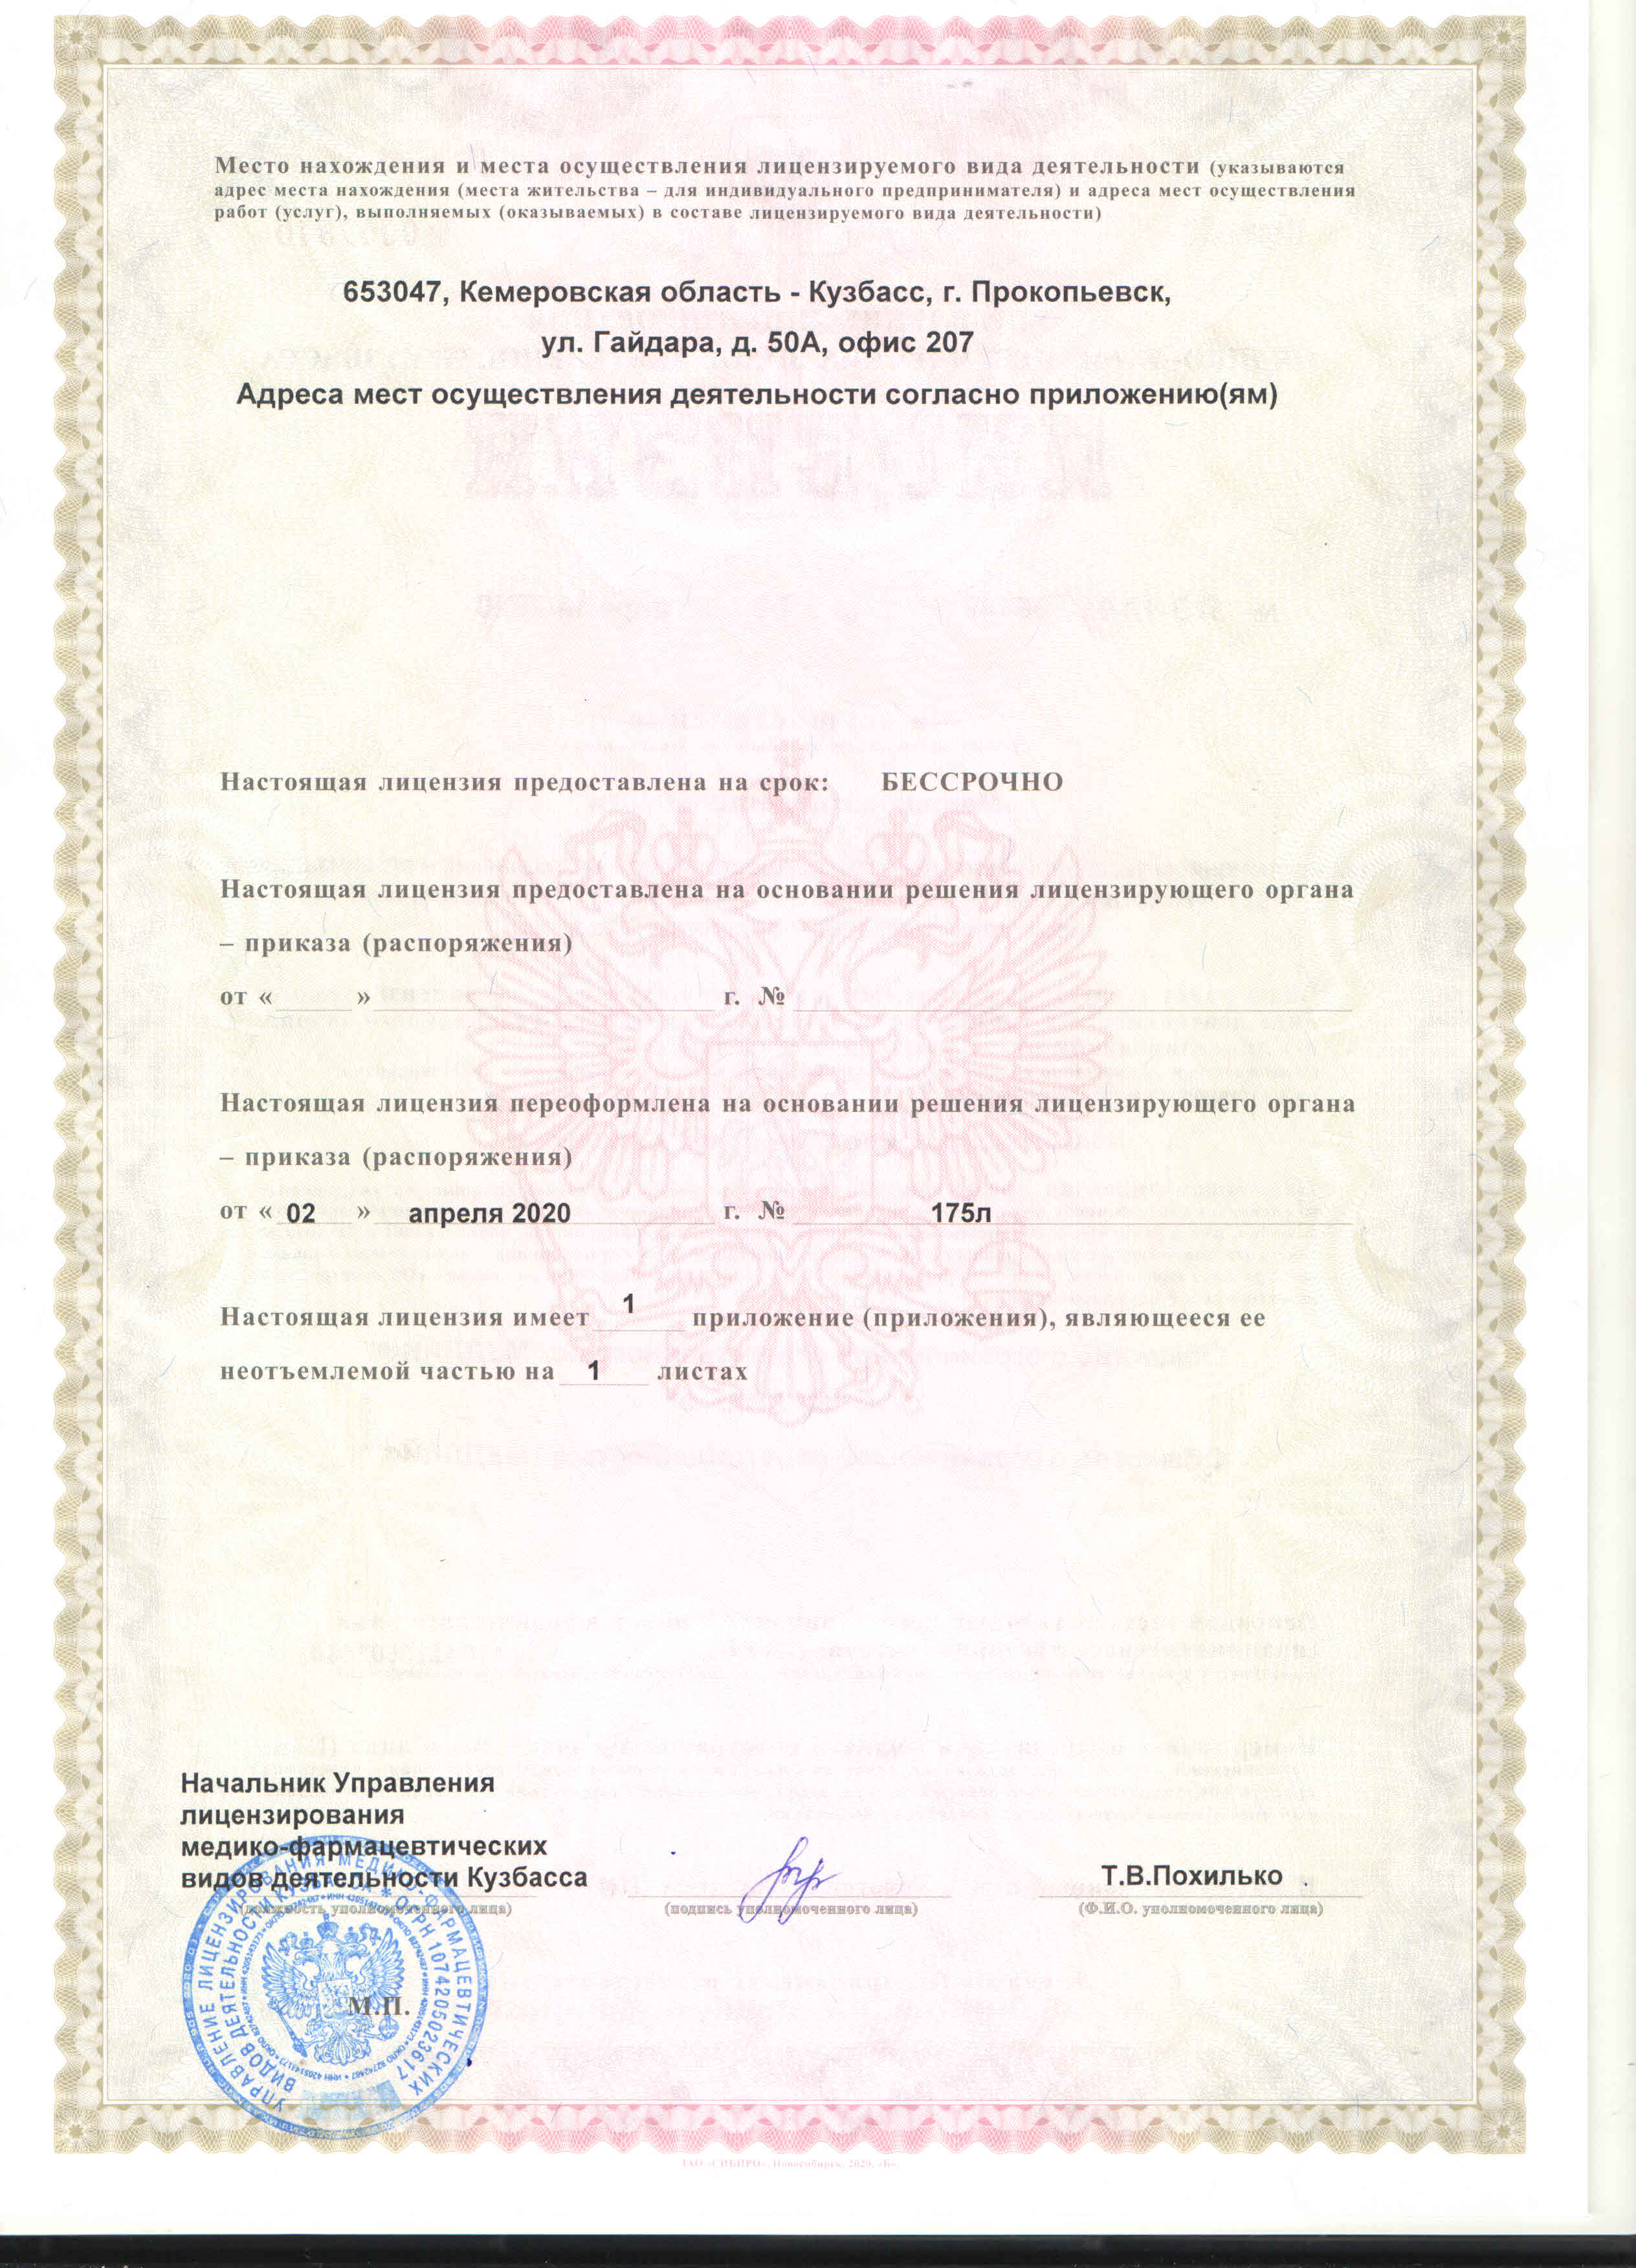 Место нахождения и места осуществления лицензируемого вида деятельности (указываются
адрес места нахождения (места жительства – для индивидуального предпринимателя) и адреса мест осуществления
работ (услуг), выполняемых (оказываемых) в составе лицензируемого вида деятельности)
653047, Кемеровская область - Кузбасс, г. Прокопьевск,
ул. Гайдара, д. 50А, офис 207
Адреса мест осуществления деятельности согласно приложению(ям)
Настоящая лицензия предоставлена на срок: БЕССРОЧНО
Настоящая лицензия предоставлена на основании решения лицензирующего органа
– приказа (распоряжения)
от « » г. №
Настоящая лицензия переоформлена на основании решения лицензирующего органа
– приказа (распоряжения)
от « 02 » апреля 2020 г. № 175л
Настоящая лицензия имеет 1 приложение (приложения), являющееся ее
неотъемлемой частью на 1 листах
Начальник Управления
лицензирования
медико-фармацевтических
видов деятельности Кузбасса
Т.В.Похилько
(должность уполномоченного лица)
(подпись уполномоченного лица)
(Ф.И.О. уполномоченного лица)
М.П.
УПРАВЛЕНИЕ ЛИЦЕНЗИРОВАНИЯ МЕДИКО-ФАРМАЦЕВТИЧЕСКИХ
ВИДОВ ДЕЯТЕЛЬНОСТИ КУЗБАССА * ОГРН 1074205023617
ЗАО «СИБПРО», Новосибирск, 2020, «Б».